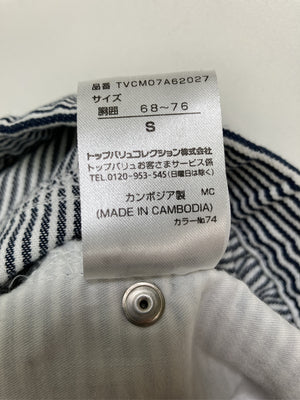 品番 TVCM07A62027
サイズ
胴囲 68~76
S
トップバリュコレクション株式会社
トップバリュお客さまサービス係
TEL.0120-953-545(日曜日は除く)
カンボジア製 MC
(MADE IN CAMBODIA)
カラーNo.74